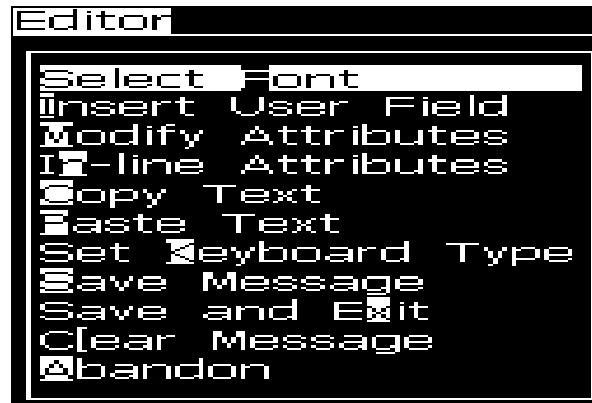 Editor
Select Font
Insert User Field
Modify Attributes
In-line Attributes
Copy Text
Paste Text
Set Keyboard Type
Save Message
Save and Exit
Clear Message
Abandon